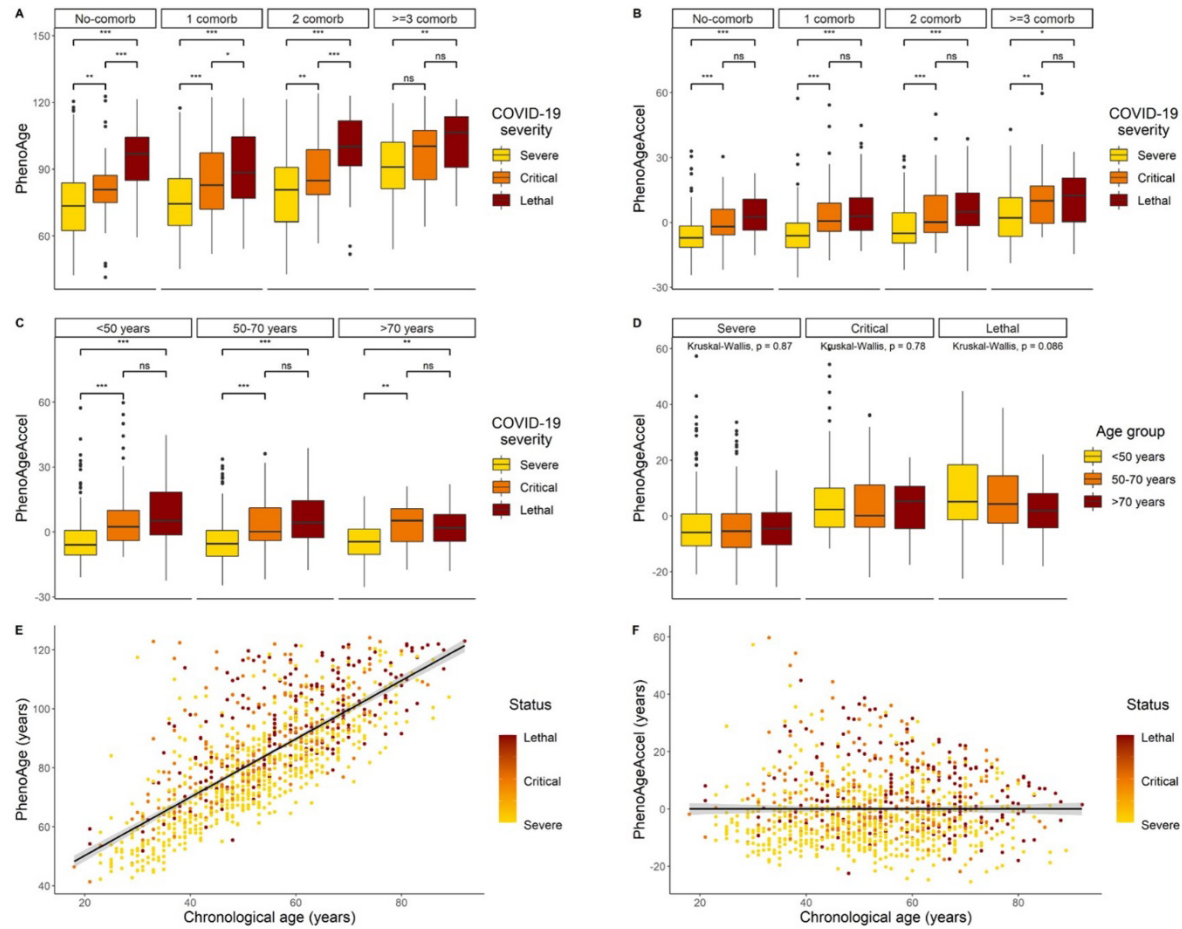 A
No-comorb 1 comorb 2 comorb >=3 comorb
150
120
90
60
PhenoAge
*** *** *** **
*** * *** ns
** *** ** ns
COVID-19
severity
Severe
Critical
Lethal
B
No-comorb 1 comorb 2 comorb >=3 comorb
60
30
0
-30
PhenoAgeAccel
*** *** *** *
ns ns ns ns
*** *** *** **
COVID-19
severity
Severe
Critical
Lethal
C
<50 years 50-70 years >70 years
60
30
0
-30
PhenoAgeAccel
*** *** **
ns ns ns
*** *** **
COVID-19
severity
Severe
Critical
Lethal
D
Severe Critical Lethal
Kruskal-Wallis, p = 0.87 Kruskal-Wallis, p = 0.78 Kruskal-Wallis, p = 0.086
60
40
20
0
-20
PhenoAgeAccel
Age group
<50 years
50-70 years
>70 years
E
120
100
80
60
40
PhenoAge (years)
20 40 60 80
Chronological age (years)
Status
Lethal
Critical
Severe
F
60
40
20
0
-20
PhenoAgeAccel (years)
20 40 60 80
Chronological age (years)
Status
Lethal
Critical
Severe